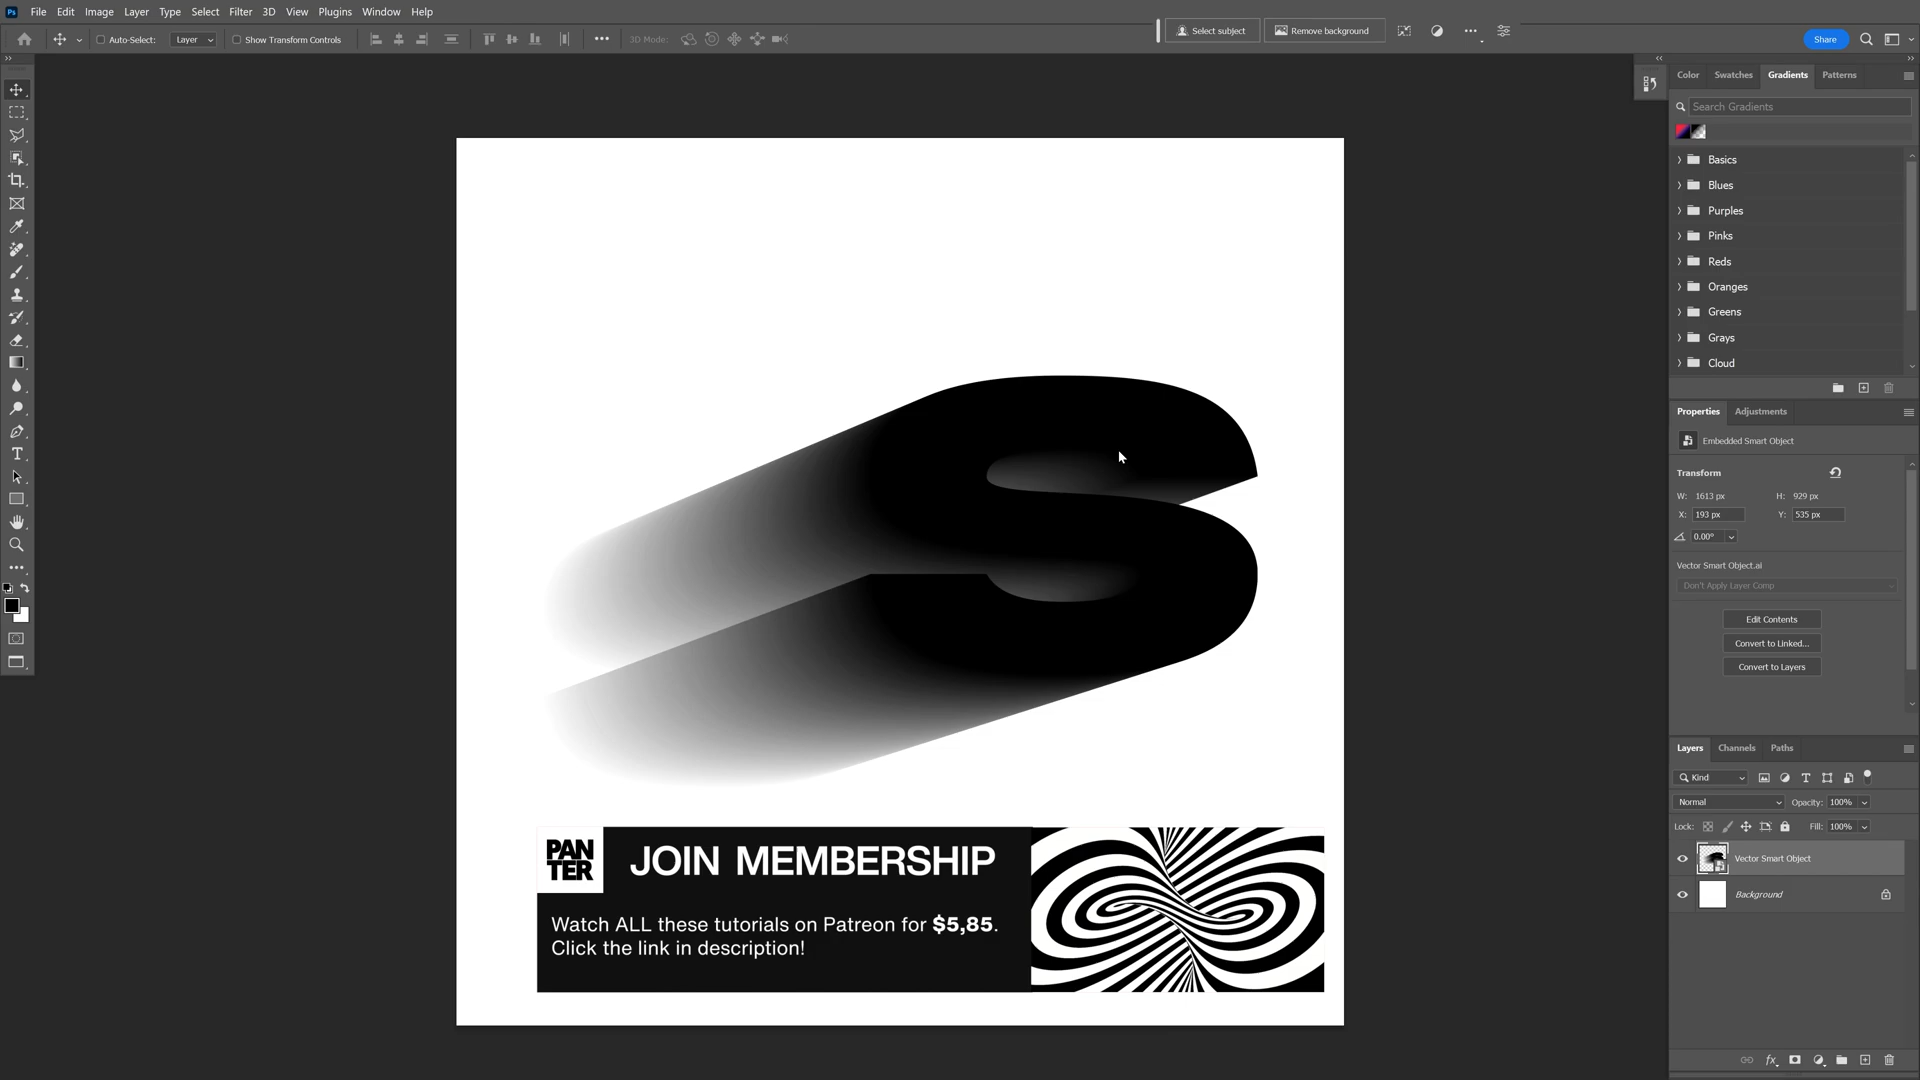 Ps File Edit Image Layer Type Select Filter 3D View Plugins Window Help
Auto-Select: Layer Show Transform Controls 3D Mode: Select subject Remove background Share
Color Swatches Gradients Patterns
Search Gradients
Basics
Blues
Purples
Pinks
Reds
Oranges
Greens
Grays
Cloud
Properties Adjustments
Embedded Smart Object
Transform
W: 1613 px H: 929 px
X: 193 px Y: 535 px
0.00°
Vector Smart Object.ai
Don't Apply Layer Comp
Edit Contents
Convert to Linked...
Convert to Layers
Layers Channels Paths
Kind
Normal Opacity: 100%
Lock: Fill: 100%
Vector Smart Object
Background
S
PAN
TER
JOIN MEMBERSHIP
Watch ALL these tutorials on Patreon for $5,85.
Click the link in description!